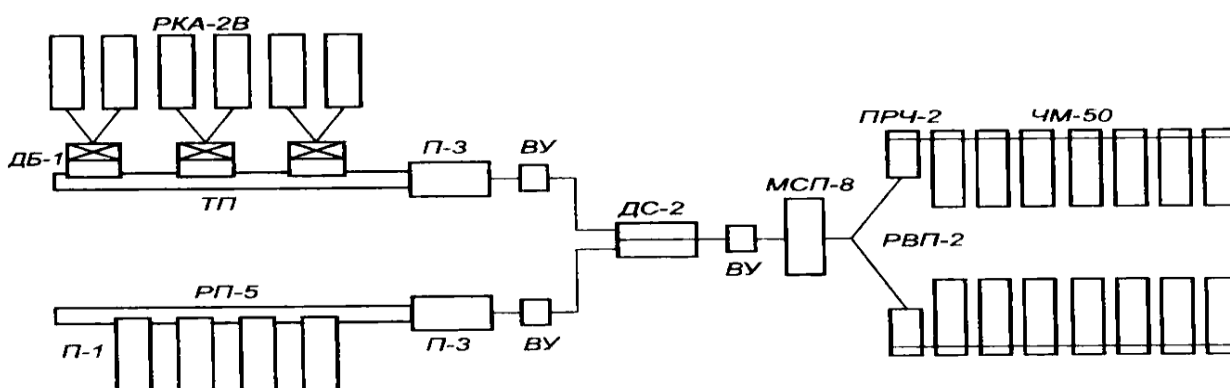 РКА-2В
ДБ-1
ТП
П-3
ВУ
ДС-2
ВУ
МСП-8
ПРЧ-2
ЧМ-50
РВП-2
РП-5
П-1
П-3
ВУ